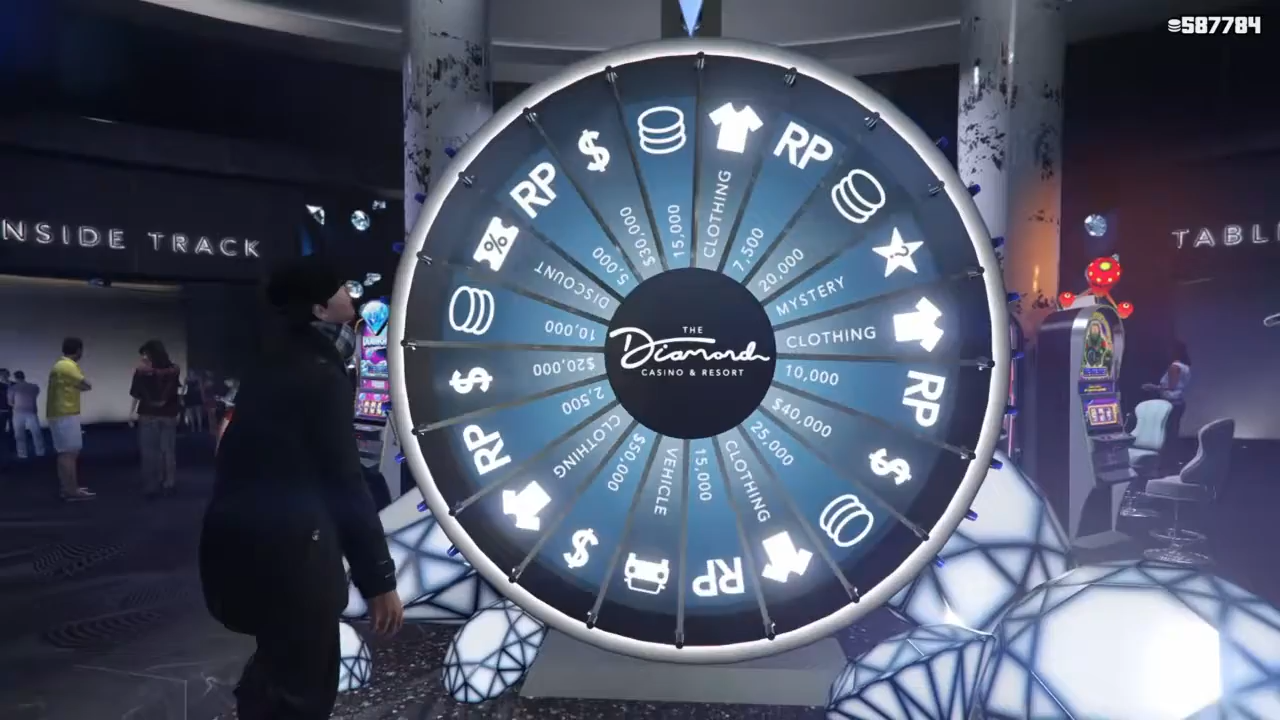 587784
NSIDE TRACK
TABL
CLOTHING
RP
7,500
20,000
MYSTERY
CLOTHING
RP
10,000
$
$40,000
25,000
CLOTHING
RP
15,000
VEHICLE
$
$50,000
CLOTHING
RP
2,500
$
$20,000
10,000
%
DISCOUNT
RP
5,000
$
$30,000
15,000
THE
Diamond
CASINO & RESORT